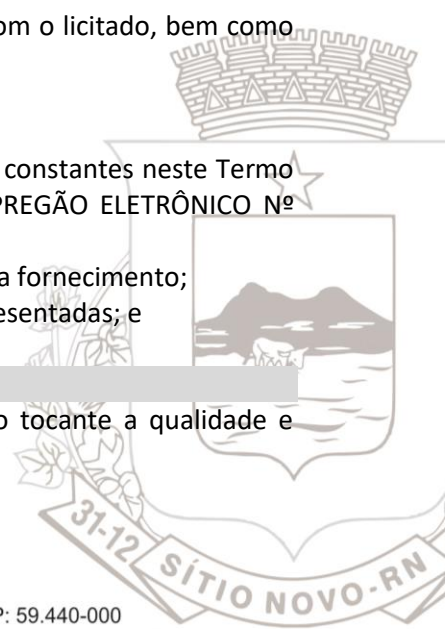 om o licitado, bem como
constantes neste Termo
PREGÃO ELETRÔNICO Nº
a fornecimento;
esentadas; e
o tocante a qualidade e
31-12 SÍTIO NOVO-RN
P: 59.440-000